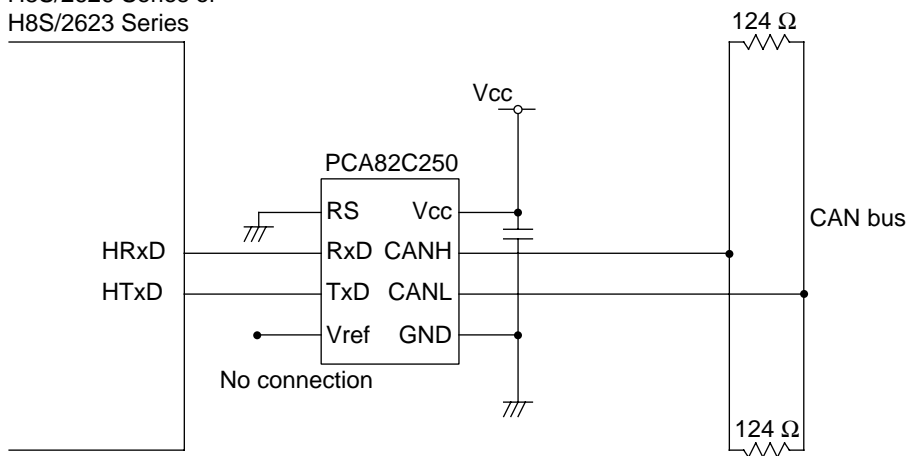 H8S/2623 Series
124 Ω
Vcc
PCA82C250
RS Vcc
CAN bus
HRxD RxD CANH
HTxD TxD CANL
Vref GND
No connection
124 Ω